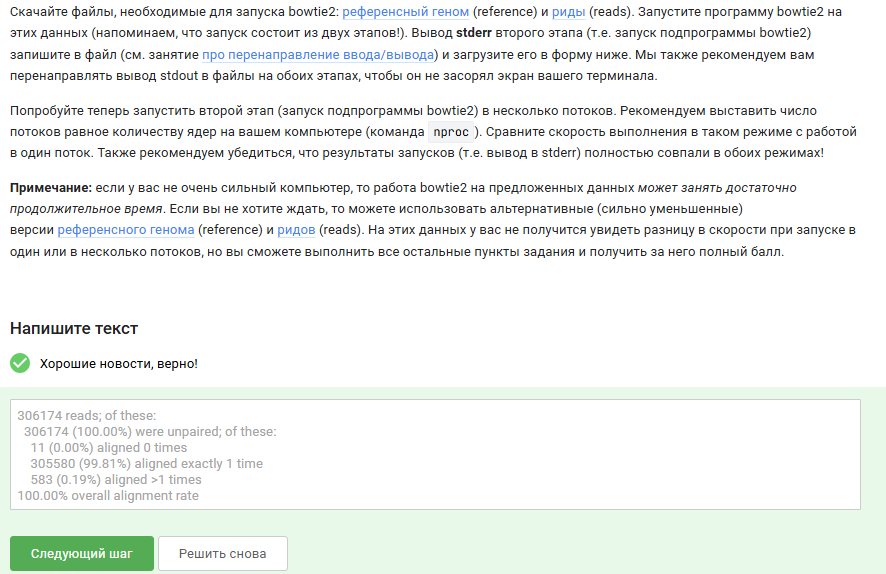 Скачайте файлы, необходимые для запуска bowtie2: референсный геном (reference) и риды (reads). Запустите программу bowtie2 на
этих данных (напоминаем, что запуск состоит из двух этапов!). Вывод stderr второго этапа (т.е. запуск подпрограммы bowtie2)
запишите в файл (см. занятие про перенаправление ввода/вывода) и загрузите его в форму ниже. Мы также рекомендуем вам
перенаправлять вывод stdout в файлы на обоих этапах, чтобы он не засорял экран вашего терминала.
Попробуйте теперь запустить второй этап (запуск подпрограммы bowtie2) в несколько потоков. Рекомендуем выставить число
потоков равное количеству ядер на вашем компьютере (команда nproc ). Сравните скорость выполнения в таком режиме с работой
в один поток. Также рекомендуем убедиться, что результаты запусков (т.е. вывод в stderr) полностью совпали в обоих режимах!
Примечание: если у вас не очень сильный компьютер, то работа bowtie2 на предложенных данных может занять достаточно
продолжительное время. Если вы не хотите ждать, то можете использовать альтернативные (сильно уменьшенные)
версии референсного генома (reference) и ридов (reads). На этих данных у вас не получится увидеть разницу в скорости при запуске в
один или в несколько потоков, но вы сможете выполнить все остальные пункты задания и получить за него полный балл.
Напишите текст
Хорошие новости, верно!
306174 reads; of these:
306174 (100.00%) were unpaired; of these:
11 (0.00%) aligned 0 times
305580 (99.81%) aligned exactly 1 time
583 (0.19%) aligned >1 times
100.00% overall alignment rate
Следующий шаг
Решить снова